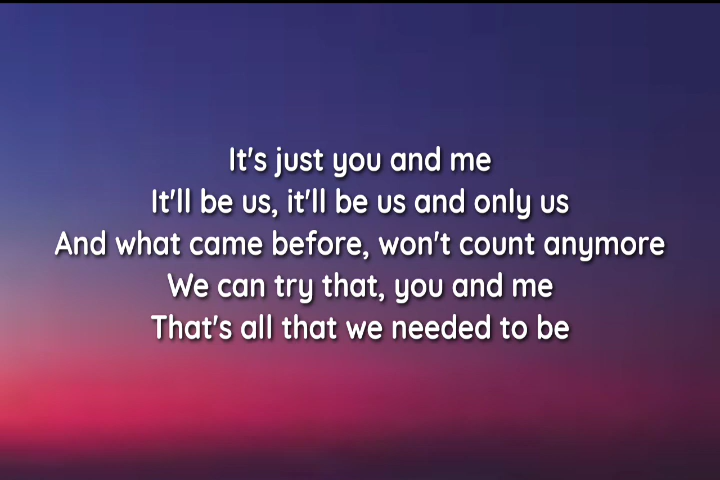 It's just you and me
It'll be us, it'll be us and only us
And what came before, won't count anymore
We can try that, you and me
That's all that we needed to be